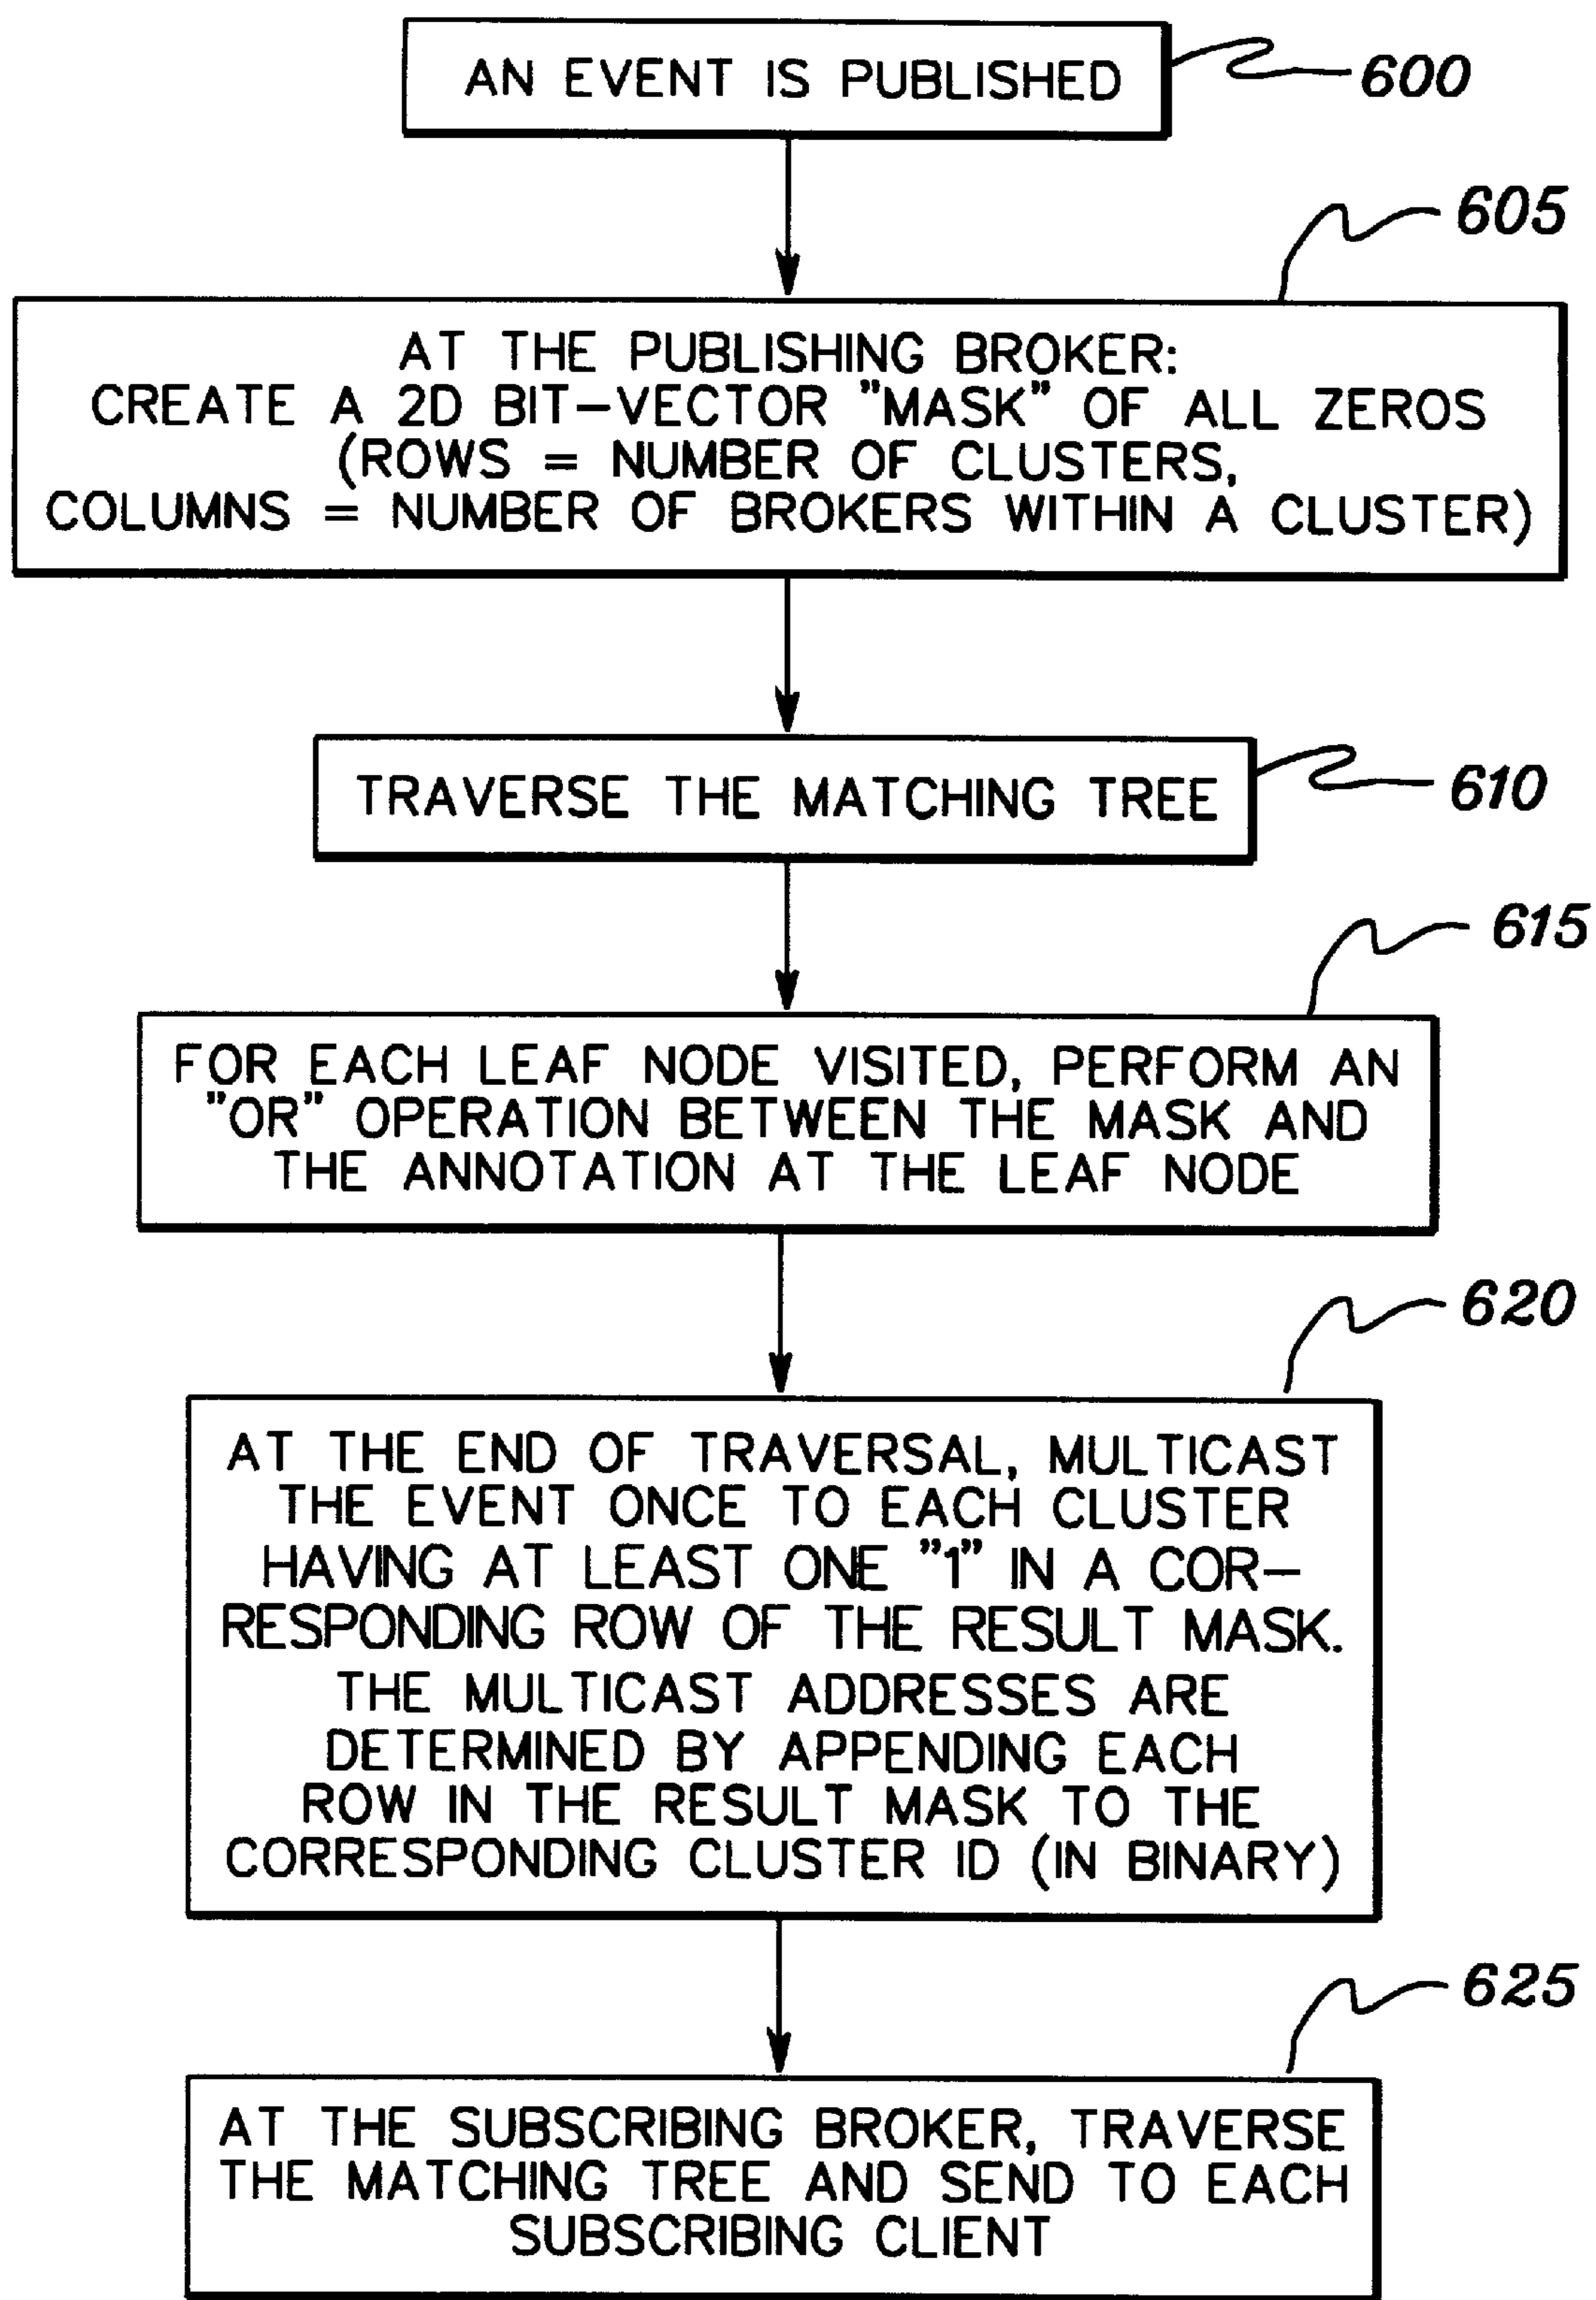 AN EVENT IS PUBLISHED
600
605
AT THE PUBLISHING BROKER:
CREATE A 2D BIT-VECTOR "MASK" OF ALL ZEROS
(ROWS = NUMBER OF CLUSTERS,
COLUMNS = NUMBER OF BROKERS WITHIN A CLUSTER)
TRAVERSE THE MATCHING TREE
610
615
FOR EACH LEAF NODE VISITED, PERFORM AN
"OR" OPERATION BETWEEN THE MASK AND
THE ANNOTATION AT THE LEAF NODE
620
AT THE END OF TRAVERSAL, MULTICAST
THE EVENT ONCE TO EACH CLUSTER
HAVING AT LEAST ONE "1" IN A COR-
RESPONDING ROW OF THE RESULT MASK.
THE MULTICAST ADDRESSES ARE
DETERMINED BY APPENDING EACH
ROW IN THE RESULT MASK TO THE
CORRESPONDING CLUSTER ID (IN BINARY)
625
AT THE SUBSCRIBING BROKER, TRAVERSE
THE MATCHING TREE AND SEND TO EACH
SUBSCRIBING CLIENT